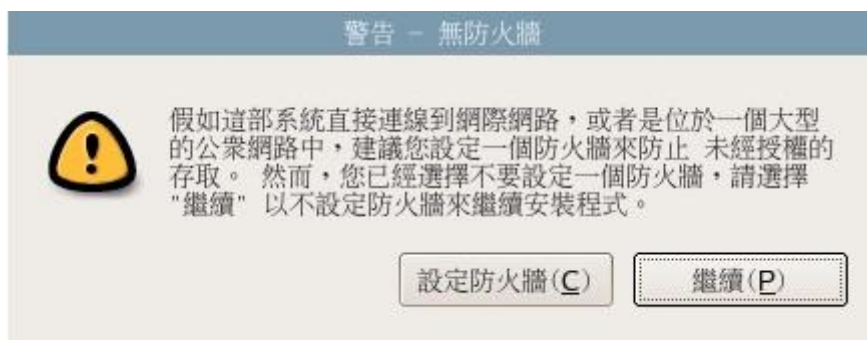 警告 - 無防火牆
假如這部系統直接連線到網際網路，或者是位於一個大型
的公眾網路中，建議您設定一個防火牆來防止 未經授權的
存取。 然而，您已經選擇不要設定一個防火牆，請選擇
"繼續" 以不設定防火牆來繼續安裝程式。
設定防火牆(C) 繼續(P)